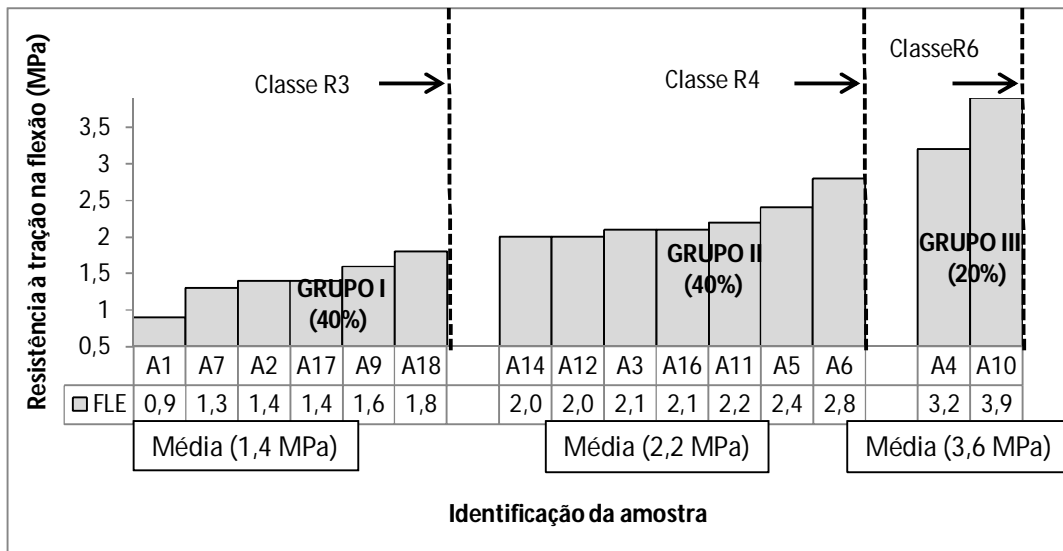 Resistência à tração na flexão (MPa)
Classe R3
Classe R4
ClasseR6
3,5
3
2,5
2
1,5
1
0,5
GRUPO I
(40%)
GRUPO II
(40%)
GRUPO III
(20%)
A1 A7 A2 A17 A9 A18 A14 A12 A3 A16 A11 A5 A6 A4 A10
FLE 0,9 1,3 1,4 1,4 1,6 1,8 2,0 2,0 2,1 2,1 2,2 2,4 2,8 3,2 3,9
Média (1,4 MPa) Média (2,2 MPa) Média (3,6 MPa)
Identificação da amostra